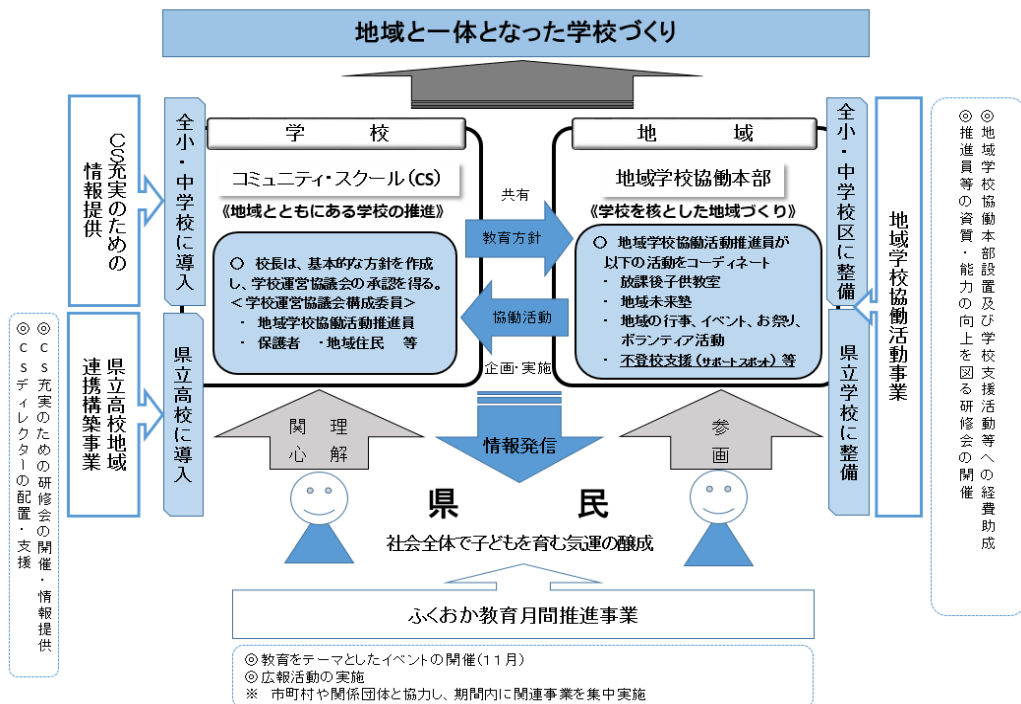 地域と一体となった学校づくり
CS充実のための
情報提供
全小・中学校に導入
学　校
コミュニティ・スクール(CS)
《地域とともにある学校の推進》
〇 校長は、基本的な方針を作成
し、学校運営協議会の承認を得る。
＜学校運営協議会構成委員＞
・ 地域学校協働活動推進員
・ 保護者　・地域住民　等
共有
教育方針
協働活動
企画・実施
地　域
地域学校協働本部
《学校を核とした地域づくり》
〇 地域学校協働活動推進員が
以下の活動をコーディネート
・ 放課後子供教室
・ 地域未来塾
・ 地域の行事、イベント、お祭り、
ボランティア活動
・ 不登校支援(サポートスポット)等
全小・中学校区に整備
地域学校協働活動事業
◎地域学校協働本部設置及び学校支援活動等への経費助成
◎推進員等の資質・能力の向上を図る研修会の開催
県立高校地域
連携構築事業
県立高校に導入
◎CS充実のための研修会の開催・情報提供
◎CSディレクターの配置・支援
県立学校に整備
理解
関心
情報発信
参画
県　民
社会全体で子どもを育む気運の醸成
ふくおか教育月間推進事業
◎教育をテーマとしたイベントの開催(11月)
◎広報活動の実施
※ 市町村や関係団体と協力し、期間内に関連事業を集中実施